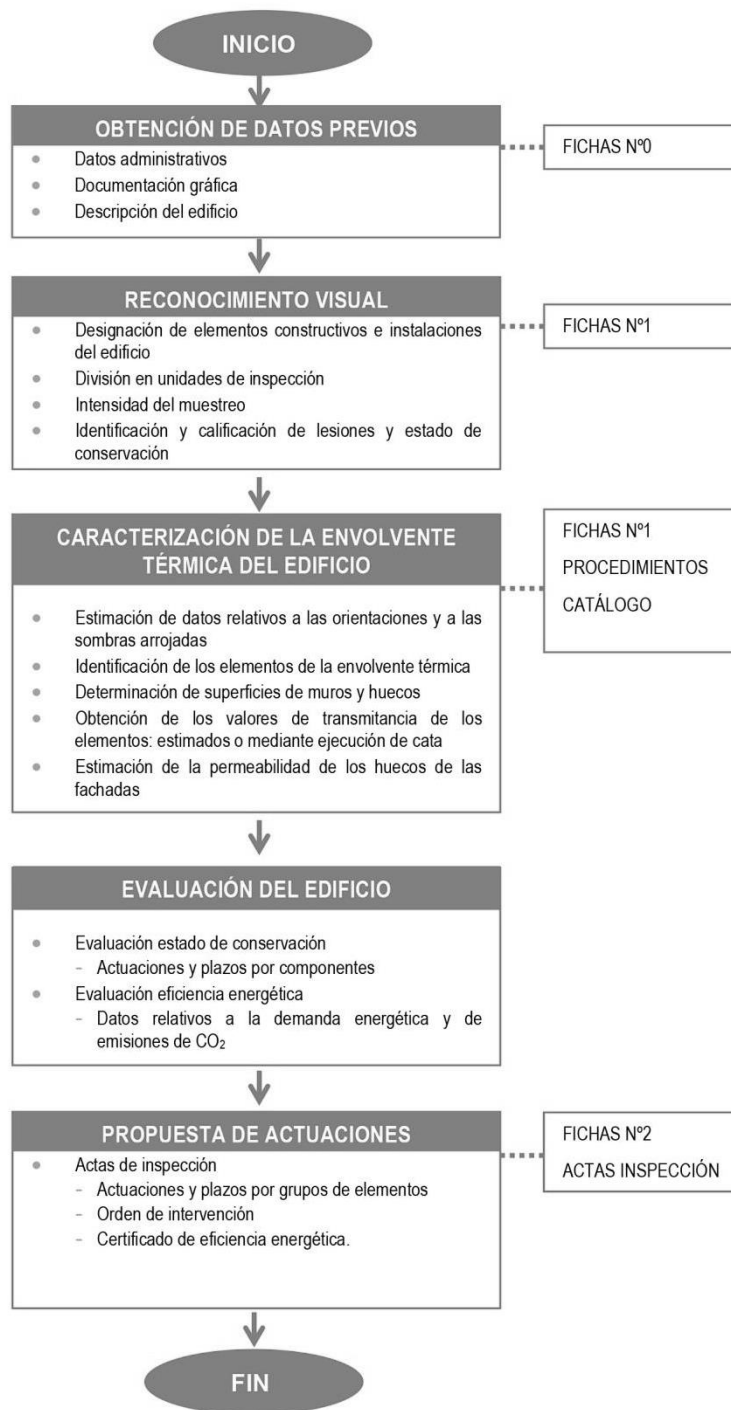 INICIO
OBTENCIÓN DE DATOS PREVIOS
Datos administrativos
Documentación gráfica
Descripción del edificio
FICHAS Nº0
RECONOCIMIENTO VISUAL
Designación de elementos constructivos e instalaciones
del edificio
División en unidades de inspección
Intensidad del muestreo
Identificación y calificación de lesiones y estado de
conservación
FICHAS Nº1
CARACTERIZACIÓN DE LA ENVOLVENTE
TÉRMICA DEL EDIFICIO
Estimación de datos relativos a las orientaciones y a las
sombras arrojadas
Identificación de los elementos de la envolvente térmica
Determinación de superficies de muros y huecos
Obtención de los valores de transmitancia de los
elementos: estimados o mediante ejecución de cata
Estimación de la permeabilidad de los huecos de las
fachadas
FICHAS Nº1
PROCEDIMIENTOS
CATÁLOGO
EVALUACIÓN DEL EDIFICIO
Evaluación estado de conservación
- Actuaciones y plazos por componentes
Evaluación eficiencia energética
- Datos relativos a la demanda energética y de
emisiones de CO₂
PROPUESTA DE ACTUACIONES
Actas de inspección
- Actuaciones y plazos por grupos de elementos
- Orden de intervención
- Certificado de eficiencia energética.
FICHAS Nº2
ACTAS INSPECCIÓN
FIN